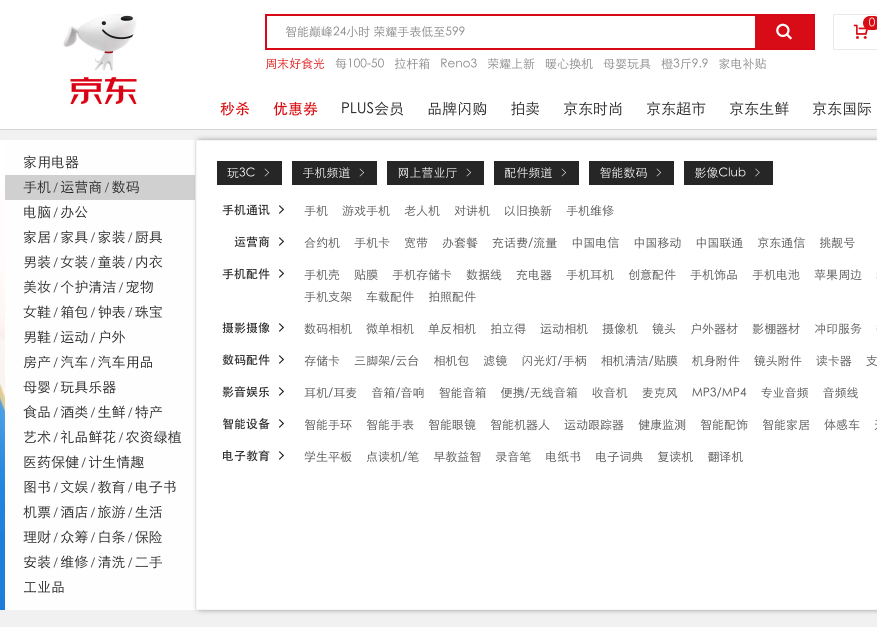 智能巅峰24小时 荣耀手表低至599
0
周末好食光 每100-50 拉杆箱 Reno3 荣耀上新 暖心换机 母婴玩具 橙3斤9.9 家电补贴
京东
秒杀 优惠券 PLUS会员 品牌闪购 拍卖 京东时尚 京东超市 京东生鲜 京东国际
家用电器
手机 / 运营商 / 数码
电脑 / 办公
家居 / 家具 / 家装 / 厨具
男装 / 女装 / 童装 / 内衣
美妆 / 个护清洁 / 宠物
女鞋 / 箱包 / 钟表 / 珠宝
男鞋 / 运动 / 户外
房产 / 汽车 / 汽车用品
母婴 / 玩具乐器
食品 / 酒类 / 生鲜 / 特产
艺术 / 礼品鲜花 / 农资绿植
医药保健 / 计生情趣
图书 / 文娱 / 教育 / 电子书
机票 / 酒店 / 旅游 / 生活
理财 / 众筹 / 白条 / 保险
安装 / 维修 / 清洗 / 二手
工业品
玩3C > 手机频道 > 网上营业厅 > 配件频道 > 智能数码 > 影像Club >
手机通讯 > 手机 游戏手机 老人机 对讲机 以旧换新 手机维修
运营商 > 合约机 手机卡 宽带 办套餐 充话费/流量 中国电信 中国移动 中国联通 京东通信 挑靓号
手机配件 > 手机壳 贴膜 手机存储卡 数据线 充电器 手机耳机 创意配件 手机饰品 手机电池 苹果周边
手机支架 车载配件 拍照配件
摄影摄像 > 数码相机 微单相机 单反相机 拍立得 运动相机 摄像机 镜头 户外器材 影棚器材 冲印服务
数码配件 > 存储卡 三脚架/云台 相机包 滤镜 闪光灯/手柄 相机清洁/贴膜 机身附件 镜头附件 读卡器 支
影音娱乐 > 耳机/耳麦 音箱/音响 智能音箱 便携/无线音箱 收音机 麦克风 MP3/MP4 专业音频 音频线
智能设备 > 智能手环 智能手表 智能眼镜 智能机器人 运动跟踪器 健康监测 智能配饰 智能家居 体感车
电子教育 > 学生平板 点读机/笔 早教益智 录音笔 电纸书 电子词典 复读机 翻译机